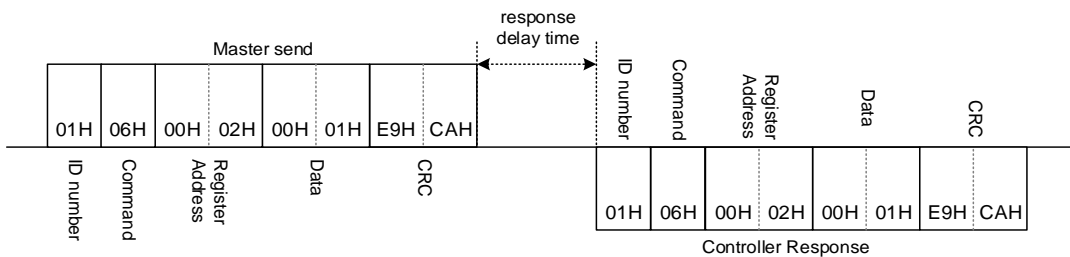 response
delay time
Master send
01H 06H 00H 02H 00H 01H E9H CAH
ID number
Command
Register
Address
Data
CRC
ID number
Command
Register
Address
Data
CRC
01H 06H 00H 02H 00H 01H E9H CAH
Controller Response